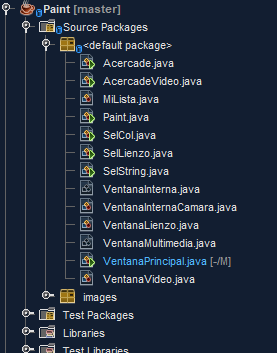 Paint [master]
Source Packages
<default package>
Acercade.java
AcercadeVideo.java
MiLista.java
Paint.java
SelCol.java
SelLienzo.java
SelString.java
VentanaInterna.java
VentanaInternaCamara.java
VentanaLienzo.java
VentanaMultimedia.java
VentanaPrincipal.java [-/M]
VentanaVideo.java
images
Test Packages
Libraries
Test Libraries